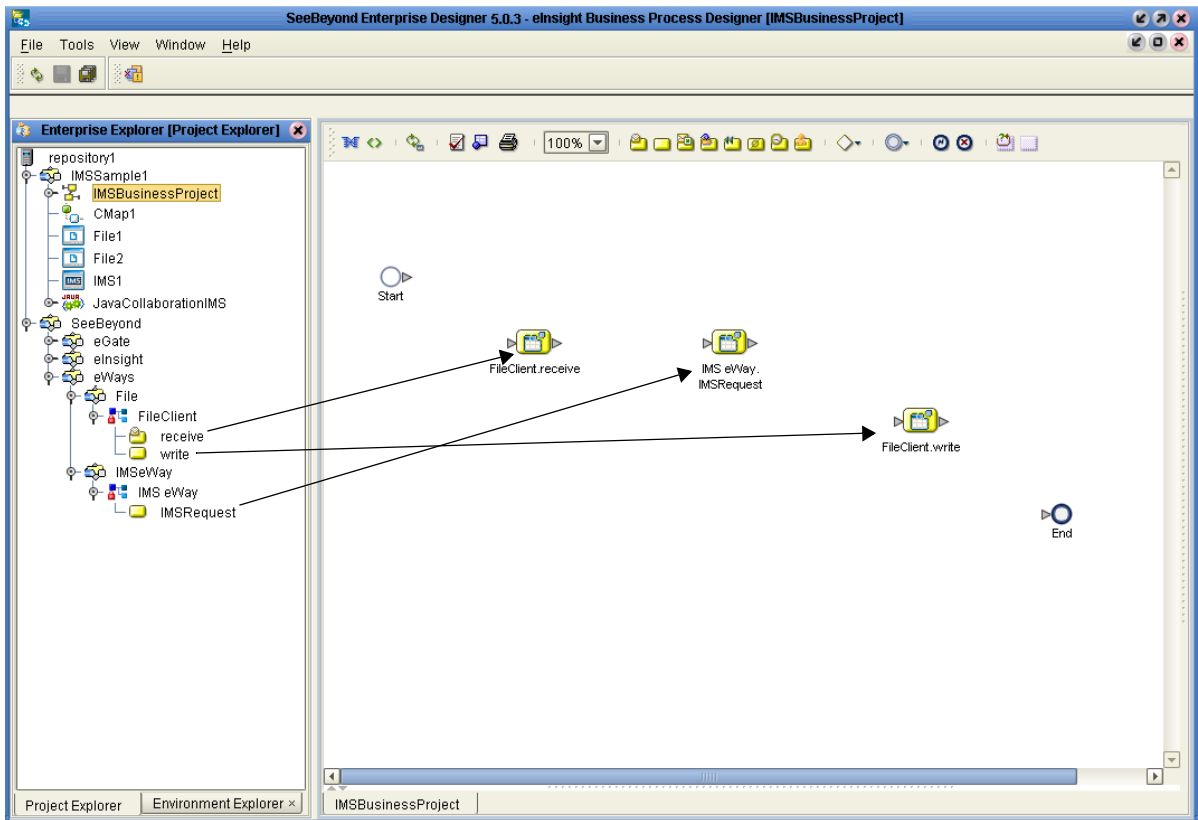 SeeBeyond Enterprise Designer 5.0.3 - eInsight Business Process Designer [IMSBusinessProject]
File Tools View Window Help
Enterprise Explorer [Project Explorer]
100%
repository1
IMSSample1
IMSBusinessProject
CMap1
File1
File2
IMS IMS1
JAVA JavaCollaborationIMS
SeeBeyond
eGate
eInsight
eWays
File
FileClient
receive
write
IMSeWay
IMS eWay
IMSRequest
Start
FileClient.receive
IMS eWay.
IMSRequest
FileClient.write
End
Project Explorer
Environment Explorer ×
IMSBusinessProject